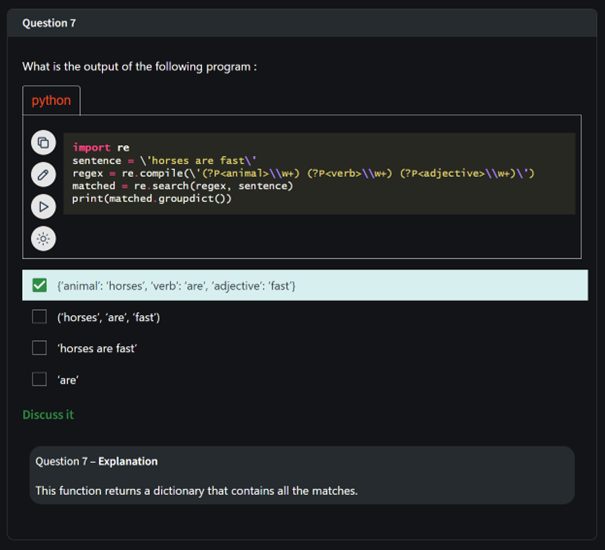 Question 7
What is the output of the following program :
python
import re
sentence = \'horses are fast\'
regex = re.compile(\'(?P<animal>\\w+) (?P<verb>\\w+) (?P<adjective>\\w+)\')
matched = re.search(regex, sentence)
print(matched.groupdict())
{'animal': 'horses', 'verb': 'are', 'adjective': 'fast'}
('horses', 'are', 'fast')
'horses are fast'
'are'
Discuss it
Question 7 – Explanation
This function returns a dictionary that contains all the matches.